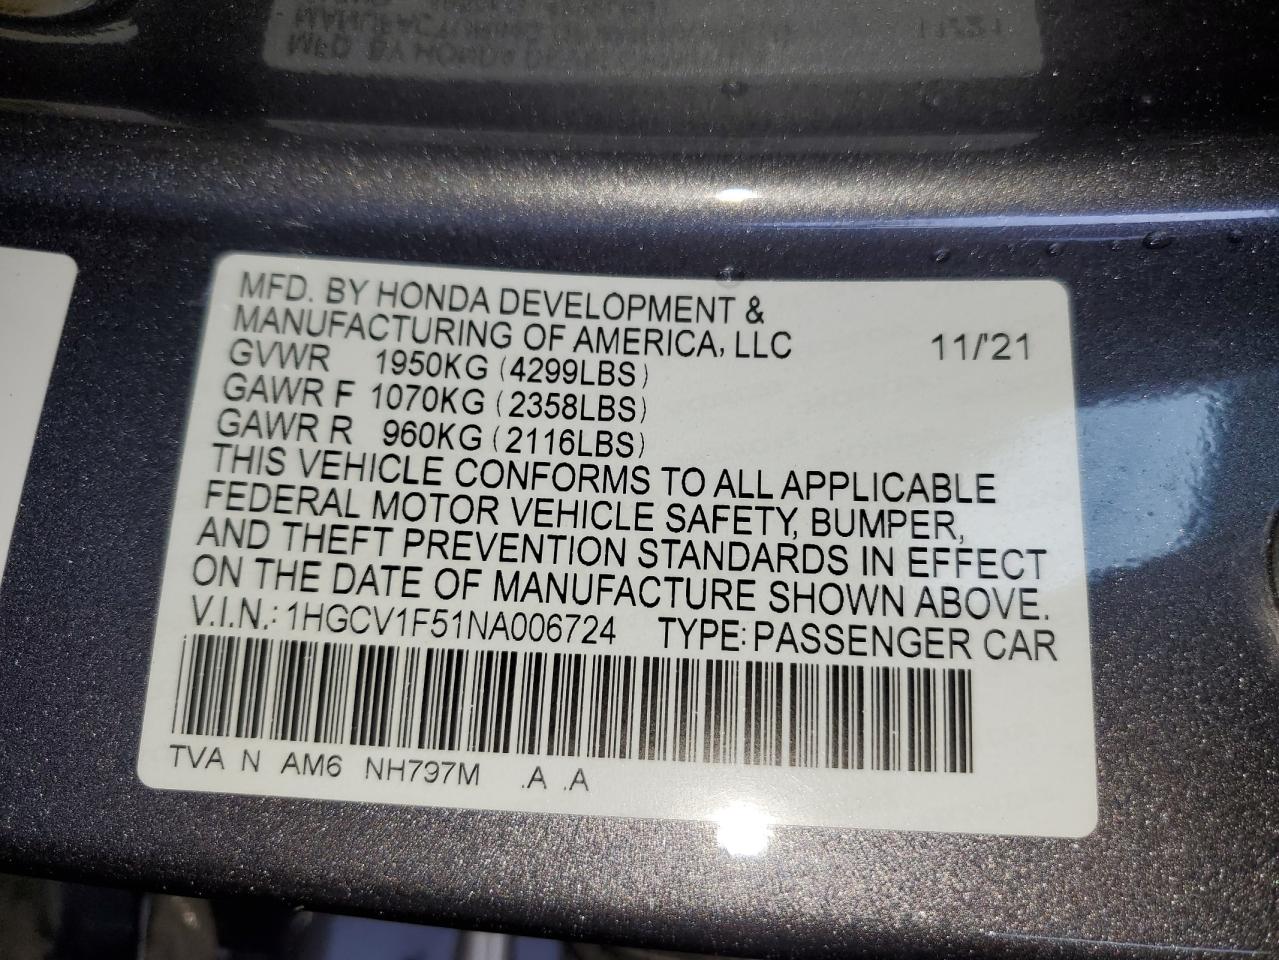 MFD. BY HONDA DEVELOPMENT &
MANUFACTURING OF AMERICA, LLC 11/'21
GVWR 1950KG (4299LBS)
GAWR F 1070KG (2358LBS)
GAWR R 960KG (2116LBS)
THIS VEHICLE CONFORMS TO ALL APPLICABLE
FEDERAL MOTOR VEHICLE SAFETY, BUMPER,
AND THEFT PREVENTION STANDARDS IN EFFECT
ON THE DATE OF MANUFACTURE SHOWN ABOVE.
V.I.N.: 1HGCV1F51NA006724 TYPE: PASSENGER CAR
TVA N AM6 NH797M .A .A